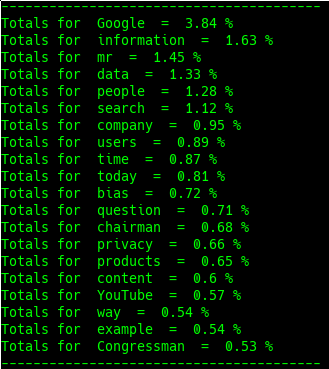 ----------------------------------------
Totals for  Google  =  3.84 %
Totals for  information  =  1.63 %
Totals for  mr  =  1.45 %
Totals for  data  =  1.33 %
Totals for  people  =  1.28 %
Totals for  search  =  1.12 %
Totals for  company  =  0.95 %
Totals for  users  =  0.89 %
Totals for  time  =  0.87 %
Totals for  today  =  0.81 %
Totals for  bias  =  0.72 %
Totals for  question  =  0.71 %
Totals for  chairman  =  0.68 %
Totals for  privacy  =  0.66 %
Totals for  products  =  0.65 %
Totals for  content  =  0.6 %
Totals for  YouTube  =  0.57 %
Totals for  way  =  0.54 %
Totals for  example  =  0.54 %
Totals for  Congressman  =  0.53 %
----------------------------------------